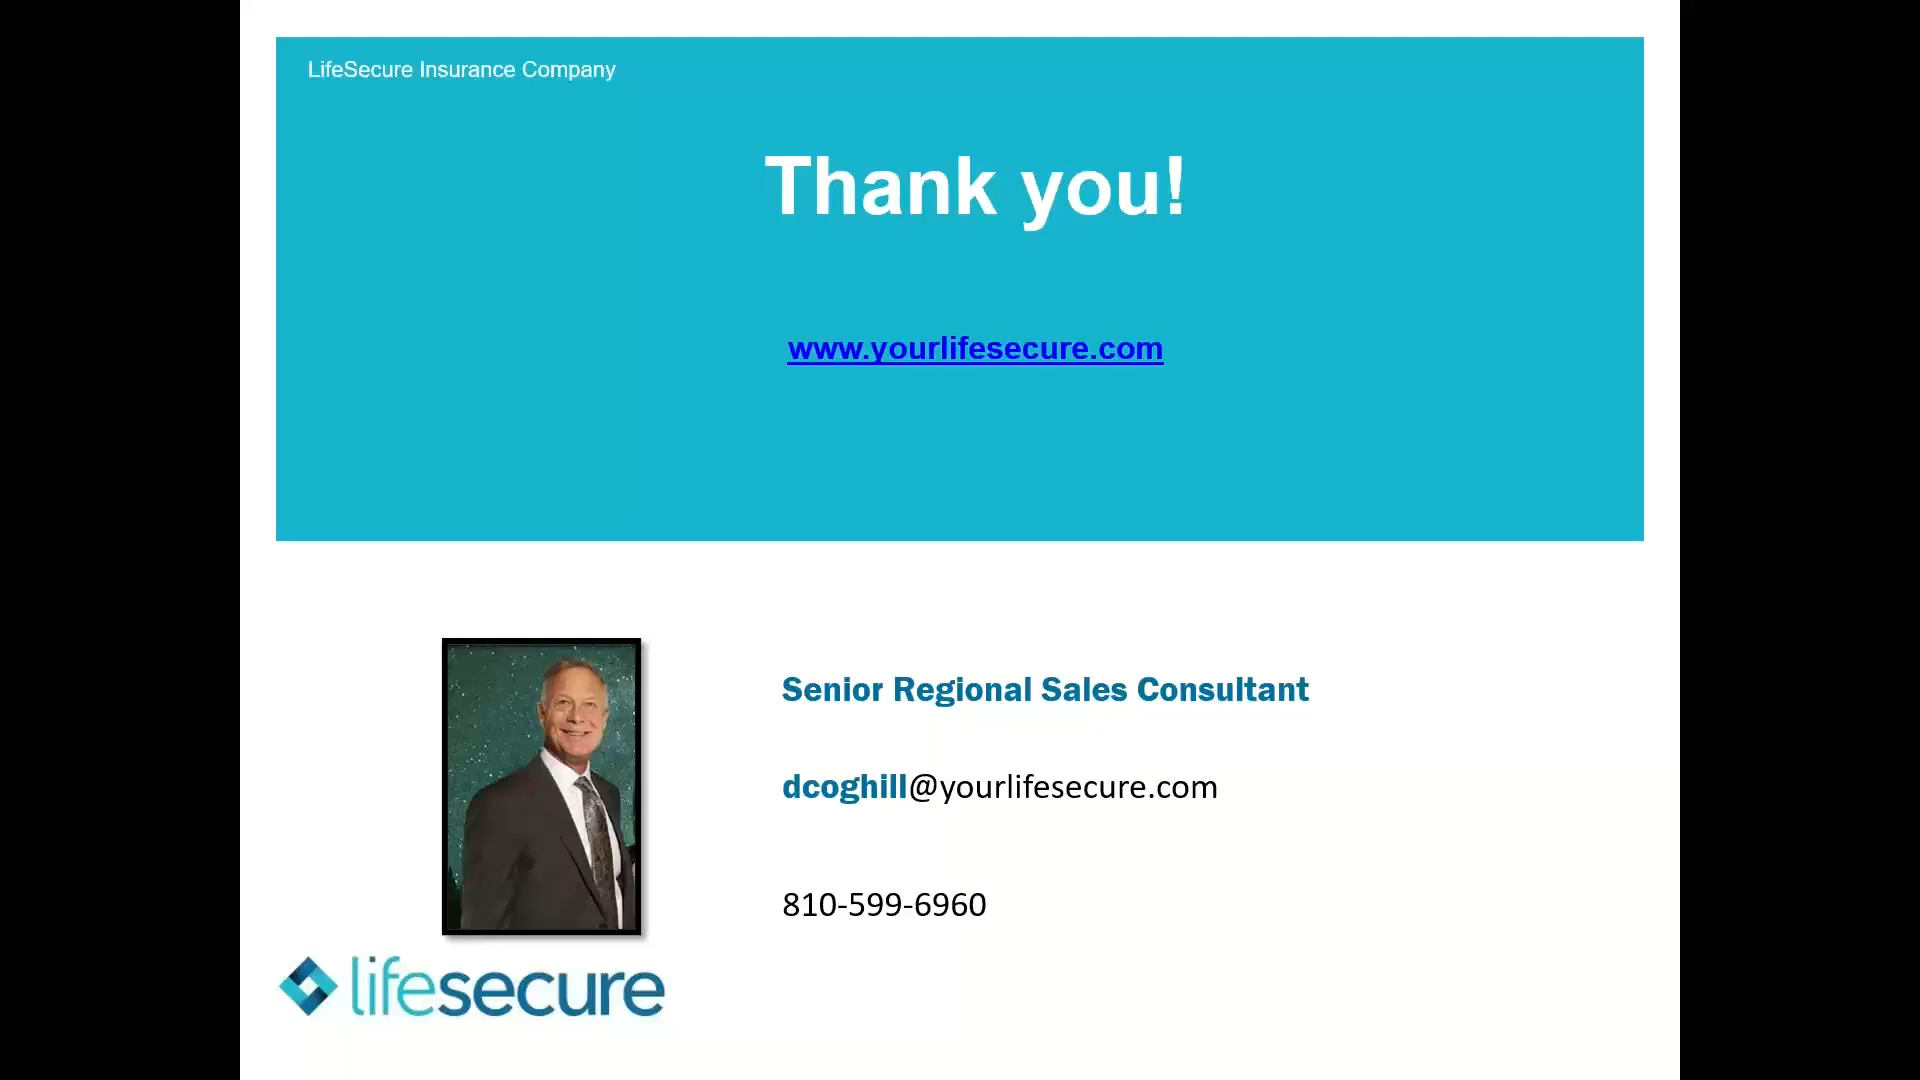 LifeSecure Insurance Company
Thank you!
www.yourlifesecure.com
Senior Regional Sales Consultant
dcoghill@yourlifesecure.com
810-599-6960
lifesecure